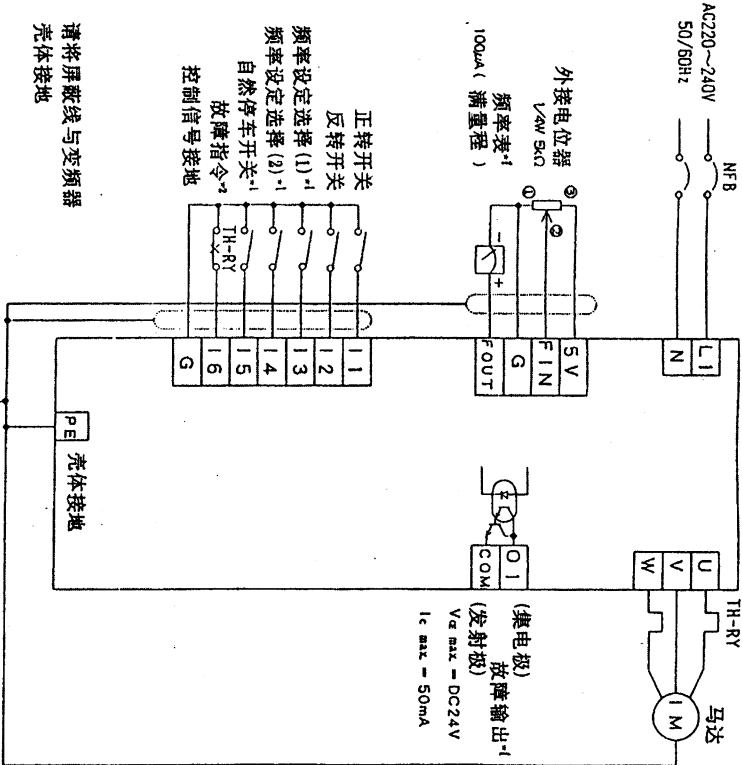 NFB
AC220～240V
50/60Hz
L1
N
U
V
W
TH-RY
马达
IM
外接电位器
1/4W 5kΩ
③
②
①
频率表*1
100μA( 满量程 )
－
+
5V
FIN
G
FOUT
O1
COM
(集电极)
故障输出*1
(发射极)
Vce max = DC24V
Ic max = 50mA
正转开关
反转开关
频率设定选择(1)*1
频率设定选择(2)*1
自然停车开关*1
故障指令*2
控制信号接地
TH-RY
I1
I2
I3
I4
I5
I6
G
PE
壳体接地
请将屏蔽线与变频器
壳体接地